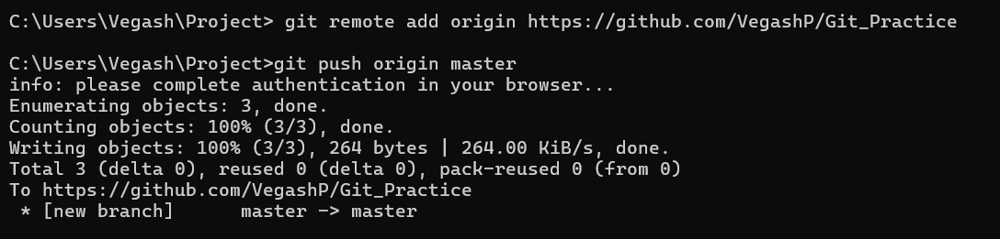 C:\Users\Vegash\Project> git remote add origin https://github.com/VegashP/Git_Practice
C:\Users\Vegash\Project>git push origin master
info: please complete authentication in your browser...
Enumerating objects: 3, done.
Counting objects: 100% (3/3), done.
Writing objects: 100% (3/3), 264 bytes | 264.00 KiB/s, done.
Total 3 (delta 0), reused 0 (delta 0), pack-reused 0 (from 0)
To https://github.com/VegashP/Git_Practice
 * [new branch]      master -> master